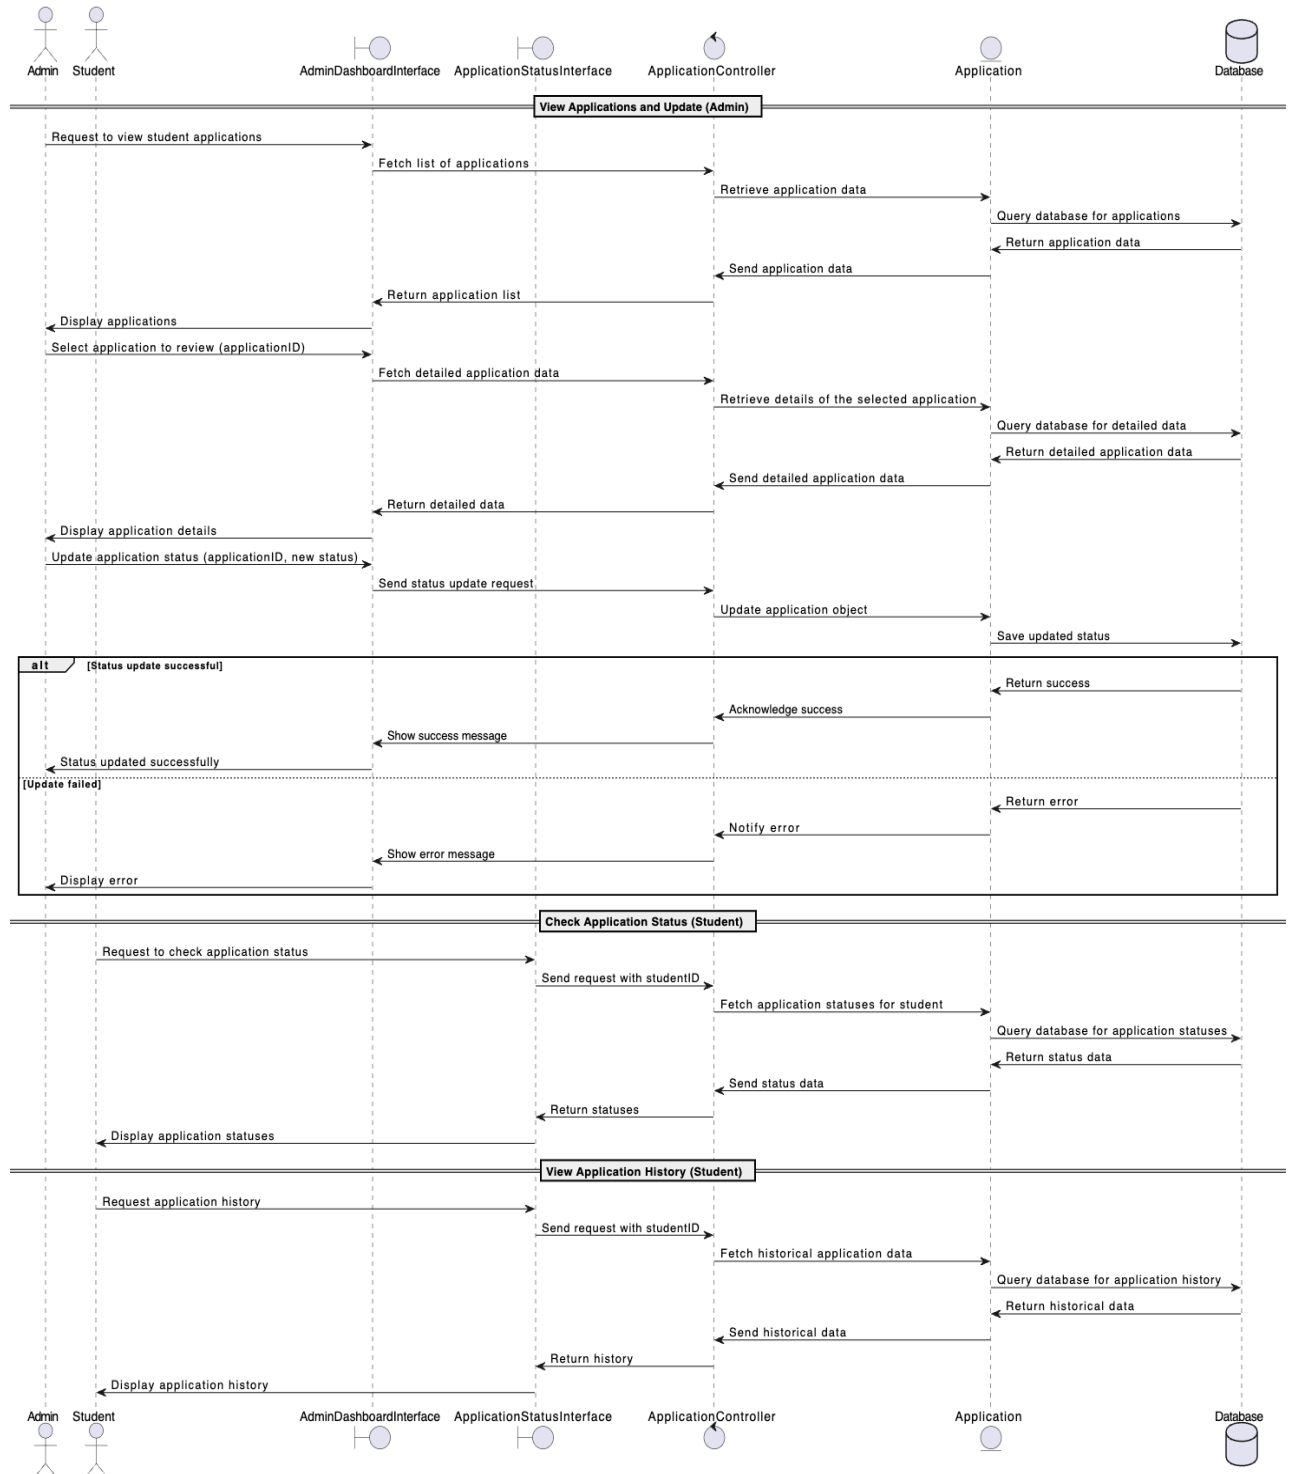 Admin Student AdminDashboardInterface ApplicationStatusInterface ApplicationController Application Database
View Applications and Update (Admin)
Request to view student applications
Fetch list of applications
Retrieve application data
Query database for applications
Return application data
Send application data
Return application list
Display applications
Select application to review (applicationID)
Fetch detailed application data
Retrieve details of the selected application
Query database for detailed data
Return detailed application data
Send detailed application data
Return detailed data
Display application details
Update application status (applicationID, new status)
Send status update request
Update application object
Save updated status
alt [Status update successful]
Return success
Acknowledge success
Show success message
Status updated successfully
[Update failed]
Return error
Notify error
Show error message
Display error
Check Application Status (Student)
Request to check application status
Send request with studentID
Fetch application statuses for student
Query database for application statuses
Return status data
Send status data
Return statuses
Display application statuses
View Application History (Student)
Request application history
Send request with studentID
Fetch historical application data
Query database for application history
Return historical data
Send historical data
Return history
Display application history
Admin Student AdminDashboardInterface ApplicationStatusInterface ApplicationController Application Database